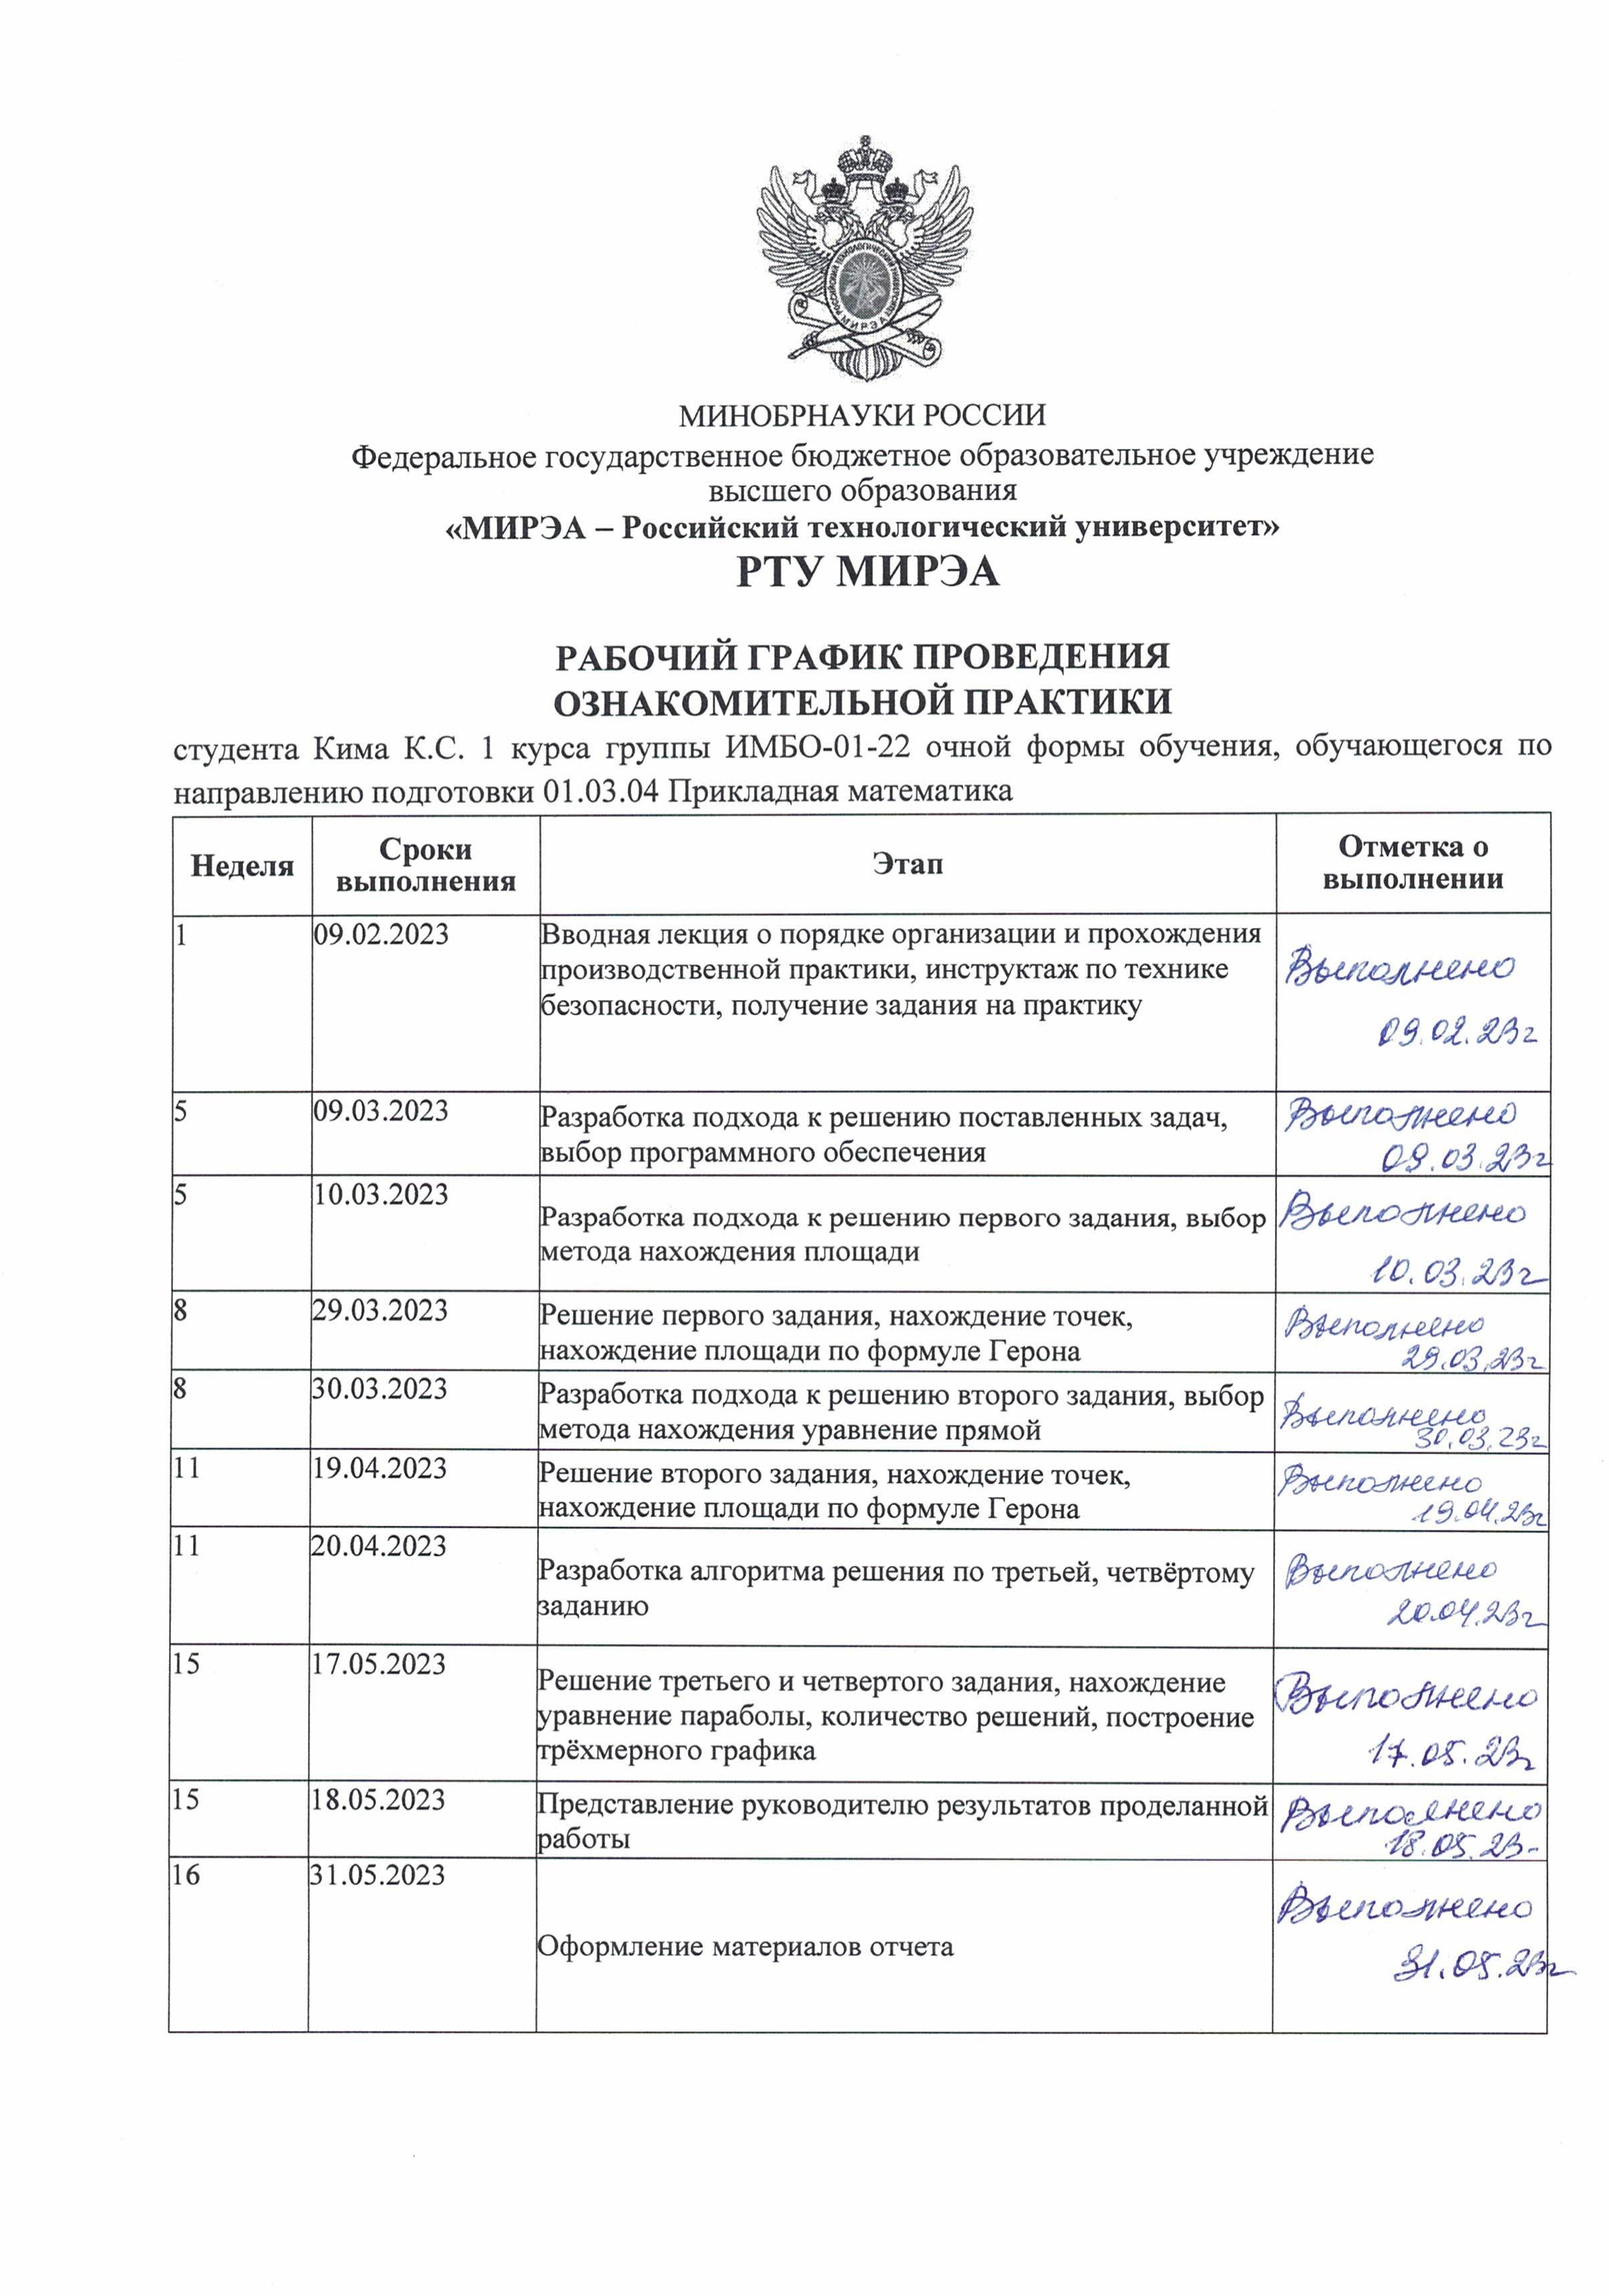 МИНОБРНАУКИ РОССИИ
Федеральное государственное бюджетное образовательное учреждение
высшего образования
«МИРЭА – Российский технологический университет»
РТУ МИРЭА
РАБОЧИЙ ГРАФИК ПРОВЕДЕНИЯ
ОЗНАКОМИТЕЛЬНОЙ ПРАКТИКИ
студента Кима К.С. 1 курса группы ИМБО-01-22 очной формы обучения, обучающегося по
направлению подготовки 01.03.04 Прикладная математика
Неделя
Сроки
выполнения
Этап
Отметка о
выполнении
1
09.02.2023
Вводная лекция о порядке организации и прохождения
производственной практики, инструктаж по технике
безопасности, получение задания на практику
Выполнено
09.02.23г
5
09.03.2023
Разработка подхода к решению поставленных задач,
выбор программного обеспечения
Выполнено
09.03.23г
5
10.03.2023
Разработка подхода к решению первого задания, выбор
метода нахождения площади
Выполнено
10.03.23г
8
29.03.2023
Решение первого задания, нахождение точек,
нахождение площади по формуле Герона
Выполнено
29.03.23г
8
30.03.2023
Разработка подхода к решению второго задания, выбор
метода нахождения уравнение прямой
Выполнено
30.03.23г
11
19.04.2023
Решение второго задания, нахождение точек,
нахождение площади по формуле Герона
Выполнено
19.04.23г
11
20.04.2023
Разработка алгоритма решения по третьей, четвёртому
заданию
Выполнено
20.04.23г
15
17.05.2023
Решение третьего и четвертого задания, нахождение
уравнение параболы, количество решений, построение
трёхмерного графика
Выполнено
17.05.23г
15
18.05.2023
Представление руководителю результатов проделанной
работы
Выполнено
18.05.23-
16
31.05.2023
Оформление материалов отчета
Выполнено
31.05.23г